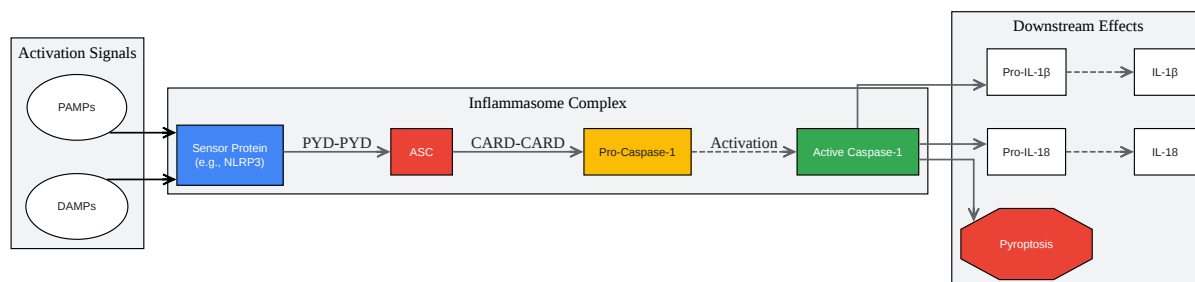 Activation Signals
PAMPs
DAMPs
Inflammasome Complex
Sensor Protein
(e.g., NLRP3)
PYD-PYD
ASC
CARD-CARD
Pro-Caspase-1
Activation
Active Caspase-1
Downstream Effects
Pro-IL-1β
IL-1β
Pro-IL-18
IL-18
Pyroptosis